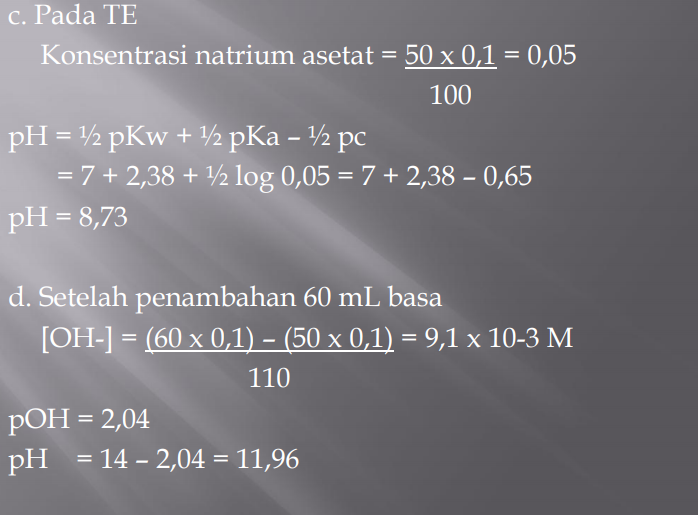 c. Pada TE
Konsentrasi natrium asetat = 50 x 0,1 = 0,05
100
pH = ½ pKw + ½ pKa – ½ pc
= 7 + 2,38 + ½ log 0,05 = 7 + 2,38 – 0,65
pH = 8,73
d. Setelah penambahan 60 mL basa
[OH-] = (60 x 0,1) – (50 x 0,1) = 9,1 x 10-3 M
110
pOH = 2,04
pH = 14 – 2,04 = 11,96